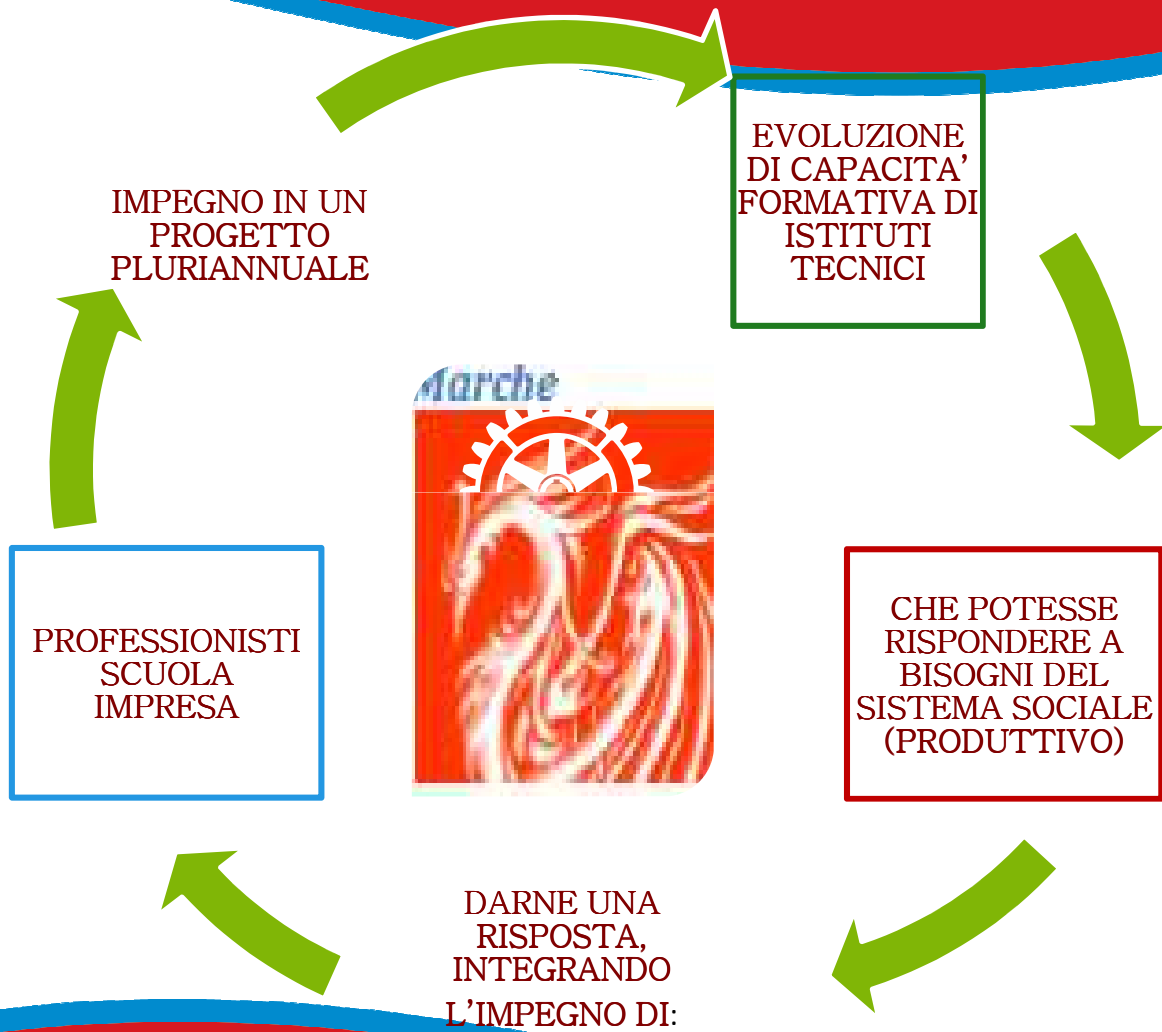 IMPEGNO IN UN
PROGETTO
PLURIANNUALE
EVOLUZIONE
DI CAPACITA’
FORMATIVA DI
ISTITUTI
TECNICI
Marche
PROFESSIONISTI
SCUOLA
IMPRESA
CHE POTESSE
RISPONDERE A
BISOGNI DEL
SISTEMA SOCIALE
(PRODUTTIVO)
DARNE UNA
RISPOSTA,
INTEGRANDO
L’IMPEGNO DI: